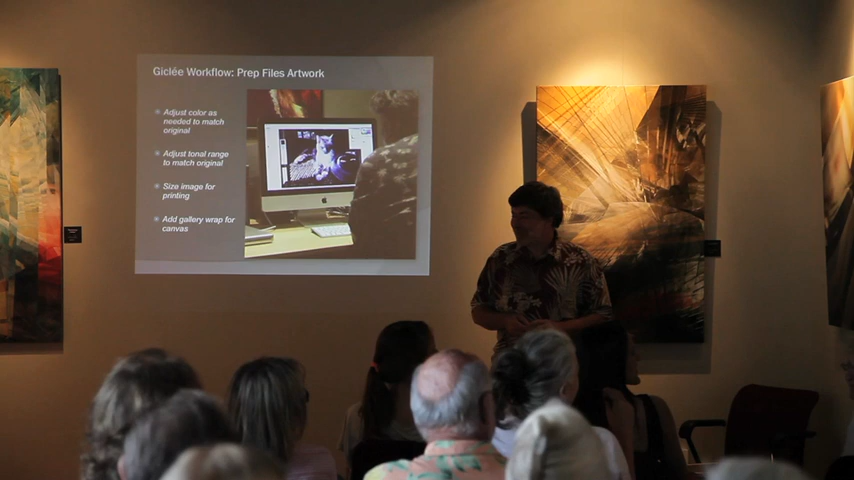 Giclée Workflow: Prep Files Artwork
Adjust color as
needed to match
original
Adjust tonal range
to match original
Size image for
printing
Add gallery wrap for
canvas